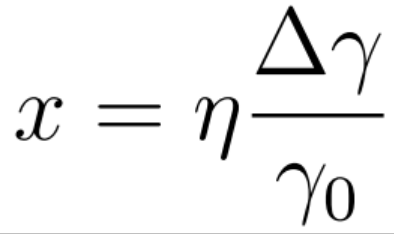 x = η Δγ / γ₀